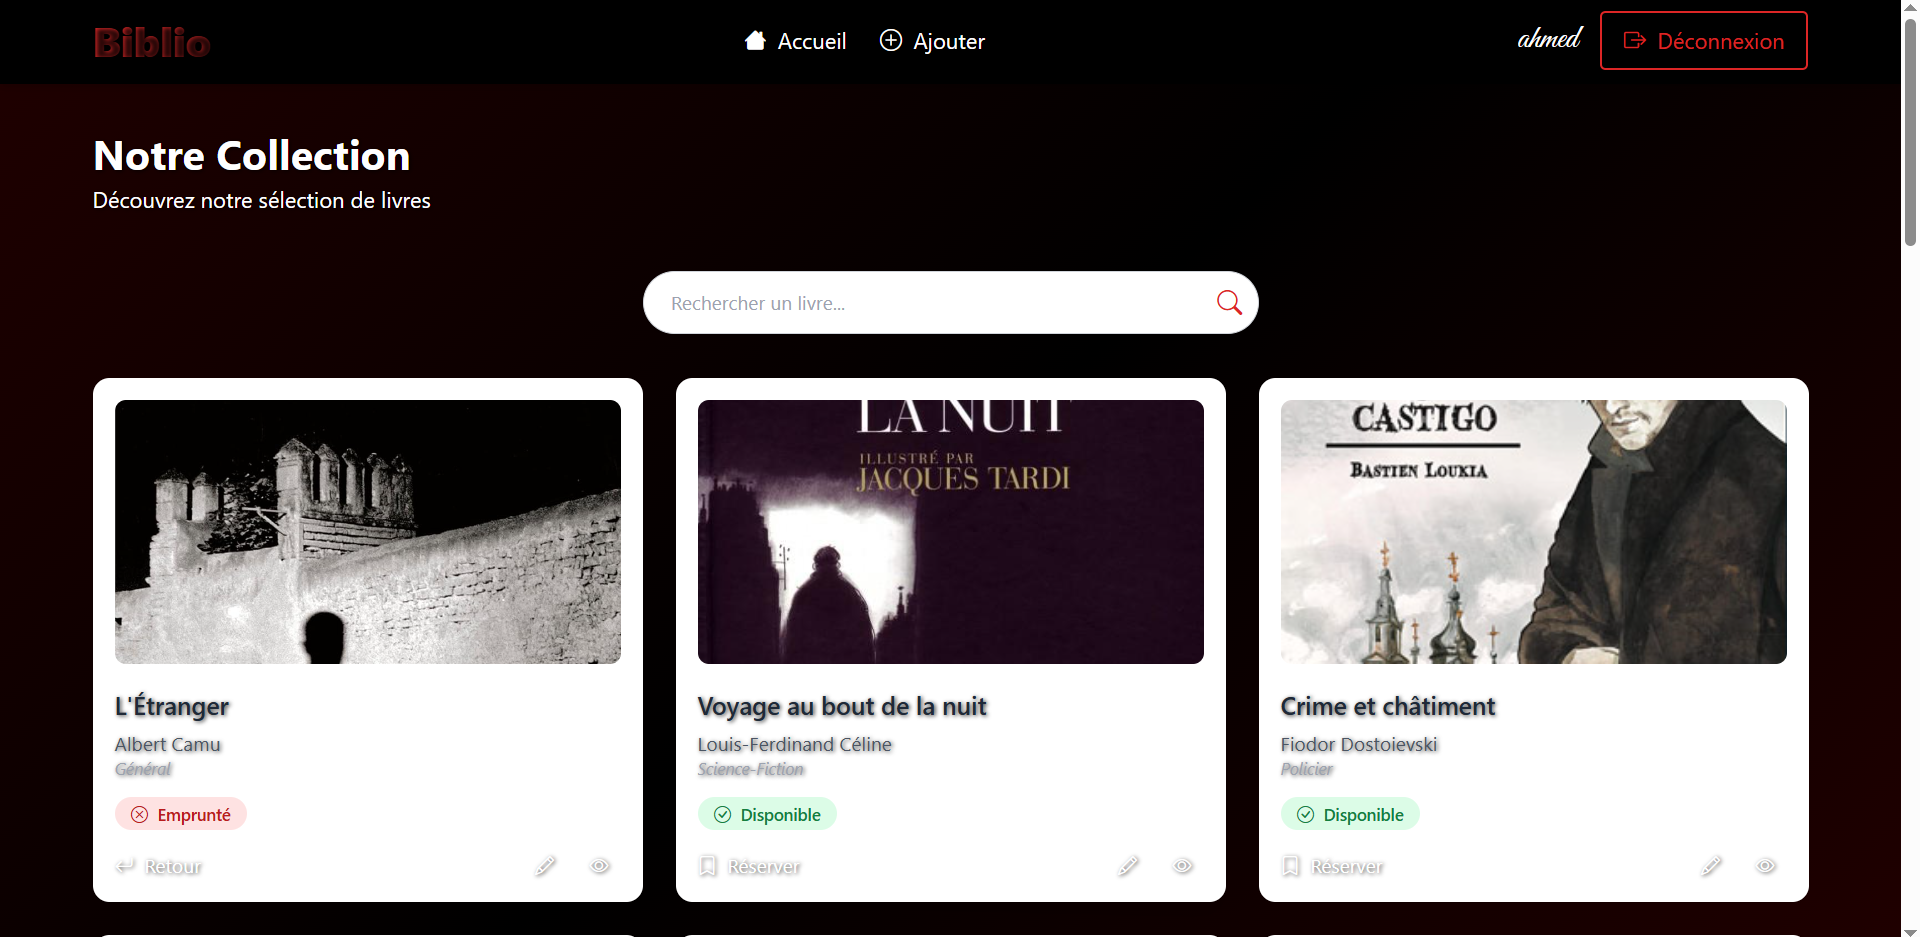 Biblio
Accueil
Ajouter
ahmed
Déconnexion
Notre Collection
Découvrez notre sélection de livres
Rechercher un livre...
LA NUIT
ILLUSTRÉ PAR
JACQUES TARDI
CASTIGO
BASTIEN LOUKIA
L'Étranger
Albert Camu
Général
Emprunté
Retour
Voyage au bout de la nuit
Louis-Ferdinand Céline
Science-Fiction
Disponible
Réserver
Crime et châtiment
Fiodor Dostoievski
Policier
Disponible
Réserver